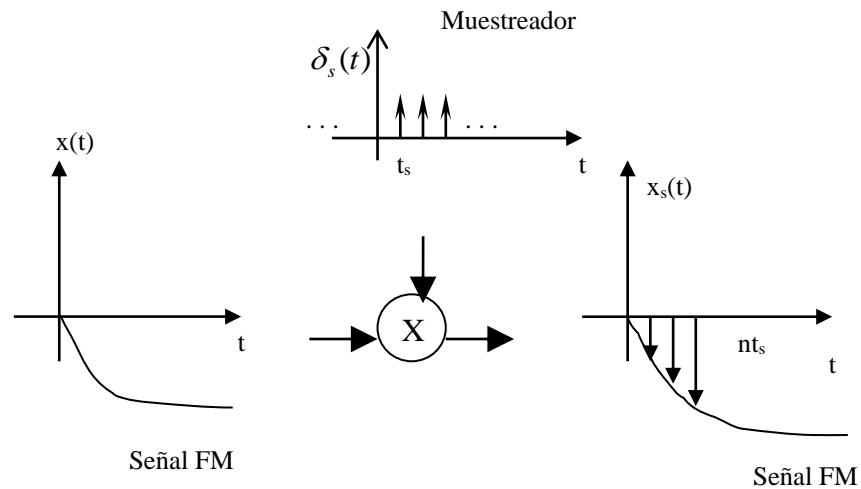 Muestreador
δₛ(t)
. . .
. . .
x(t)
tₛ
t
xₛ(t)
X
t
ntₛ
t
Señal FM
Señal FM